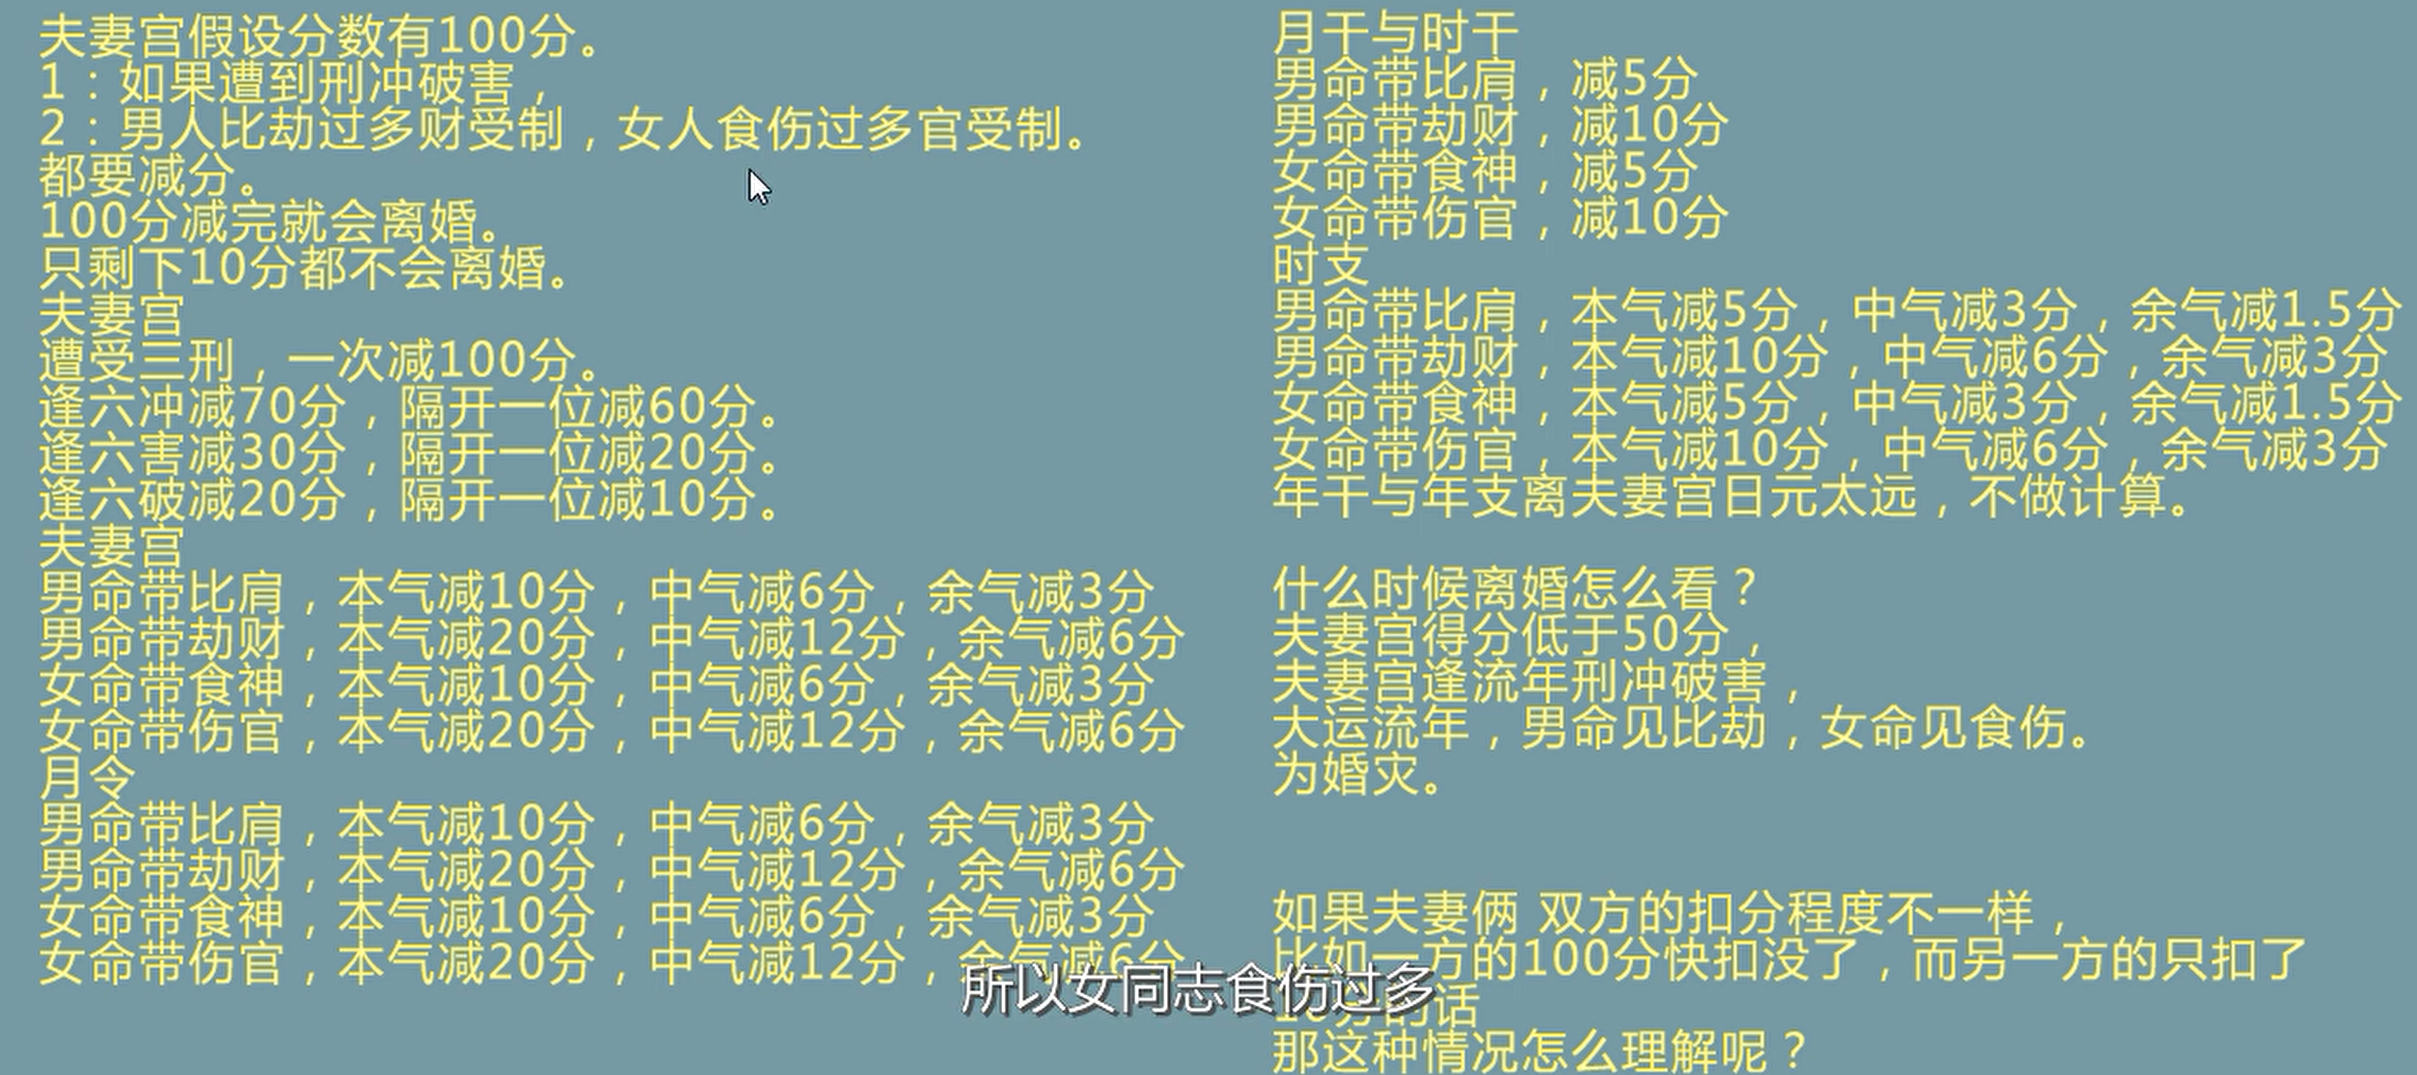 夫妻宫假设分数有100分。
1：如果遭到刑冲破害，
2：男人比劫过多财受制，女人食伤过多官受制。
都要减分。
100分减完就会离婚。
只剩下10分都不会离婚。
夫妻宫
遭受三刑，一次减100分。
逢六冲减70分，隔开一位减60分。
逢六害减30分，隔开一位减20分。
逢六破减20分，隔开一位减10分。
夫妻宫
男命带比肩，本气减10分，中气减6分，余气减3分
男命带劫财，本气减20分，中气减12分，余气减6分
女命带食神，本气减10分，中气减6分，余气减3分
女命带伤官，本气减20分，中气减12分，余气减6分
月令
男命带比肩，本气减10分，中气减6分，余气减3分
男命带劫财，本气减20分，中气减12分，余气减6分
女命带食神，本气减10分，中气减6分，余气减3分
女命带伤官，本气减20分，中气减12分，余气减6分
月干与时干
男命带比肩，减5分
男命带劫财，减10分
女命带食神，减5分
女命带伤官，减10分
时支
男命带比肩，本气减5分，中气减3分，余气减1.5分
男命带劫财，本气减10分，中气减6分，余气减3分
女命带食神，本气减5分，中气减3分，余气减1.5分
女命带伤官，本气减10分，中气减6分，余气减3分
年干与年支离夫妻宫日元太远，不做计算。
什么时候离婚怎么看？
夫妻宫得分低于50分，
夫妻宫逢流年刑冲破害，
大运流年，男命见比劫，女命见食伤。
为婚灾。
如果夫妻俩 双方的扣分程度不一样，
比如一方的100分快扣没了，而另一方的只扣了
10分的话
那这种情况怎么理解呢？
所以女同志食伤过多